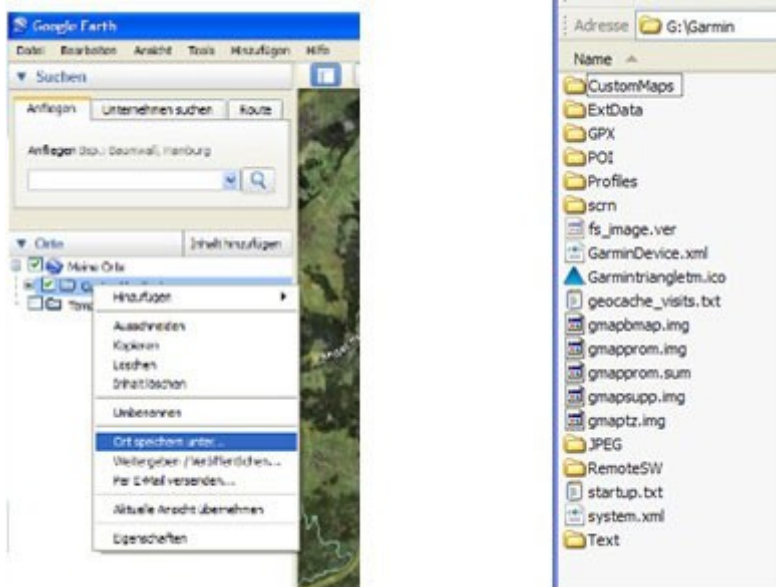 Google Earth
Datei Bearbeiten Ansicht Tools Hinzufügen Hilfe
Suchen
Anfliegen Unternehmen suchen Route
Anfliegen Bsp.: Baumwall, Hamburg
Orte Inhalt hinzufügen
Meine Orte
Hinzufügen
Ausschneiden
Kopieren
Löschen
Inhalt löschen
Umbenennen
Ort speichern unter...
Weitergeben / Veröffentlichen...
Per E-Mail versenden...
Aktuelle Ansicht übernehmen
Eigenschaften
Adresse G:\Garmin
Name
CustomMaps
ExtData
GPX
POI
Profiles
scrn
fs_image.ver
GarminDevice.xml
Garmintriangletm.ico
geocache_visits.txt
gmapbmap.img
gmapprom.img
gmapprom.sum
gmapsupp.img
gmaptz.img
JPEG
RemoteSW
startup.txt
system.xml
Text